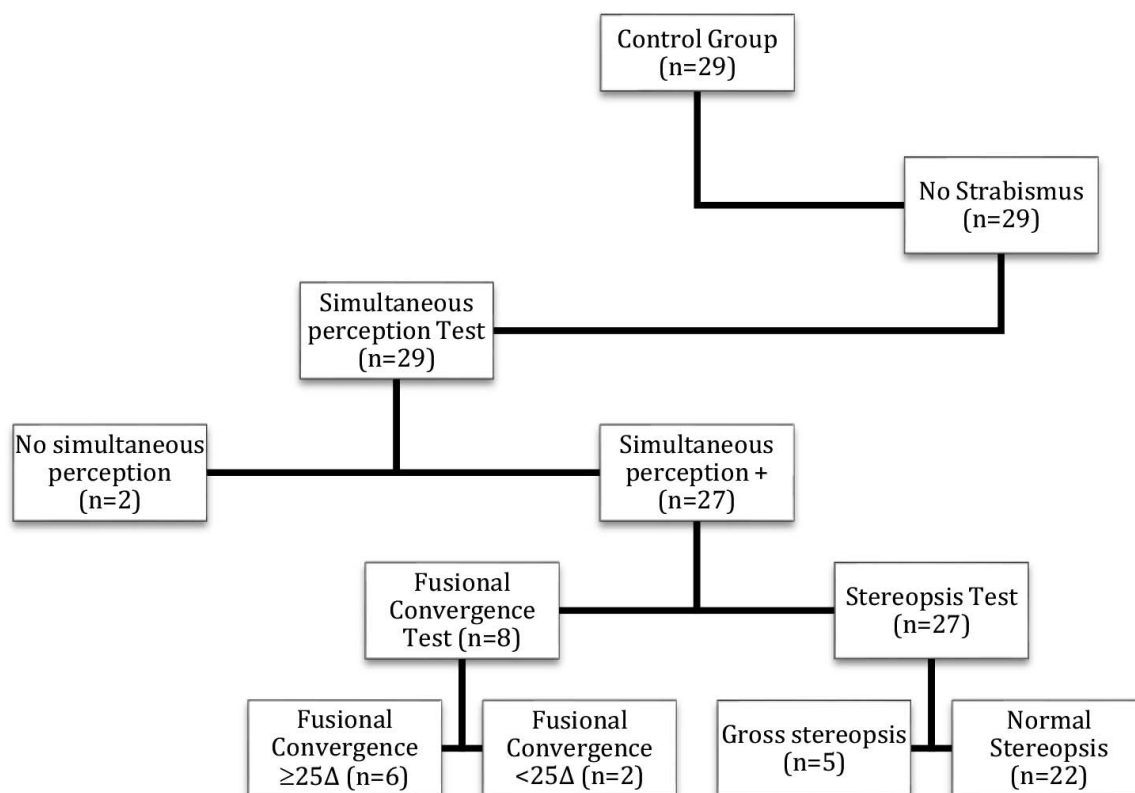 Control Group
(n=29)
No Strabismus
(n=29)
Simultaneous
perception Test
(n=29)
No simultaneous
perception
(n=2)
Simultaneous
perception +
(n=27)
Fusional
Convergence
Test (n=8)
Stereopsis Test
(n=27)
Fusional
Convergence
≥25Δ (n=6)
Fusional
Convergence
<25Δ (n=2)
Gross stereopsis
(n=5)
Normal
Stereopsis
(n=22)